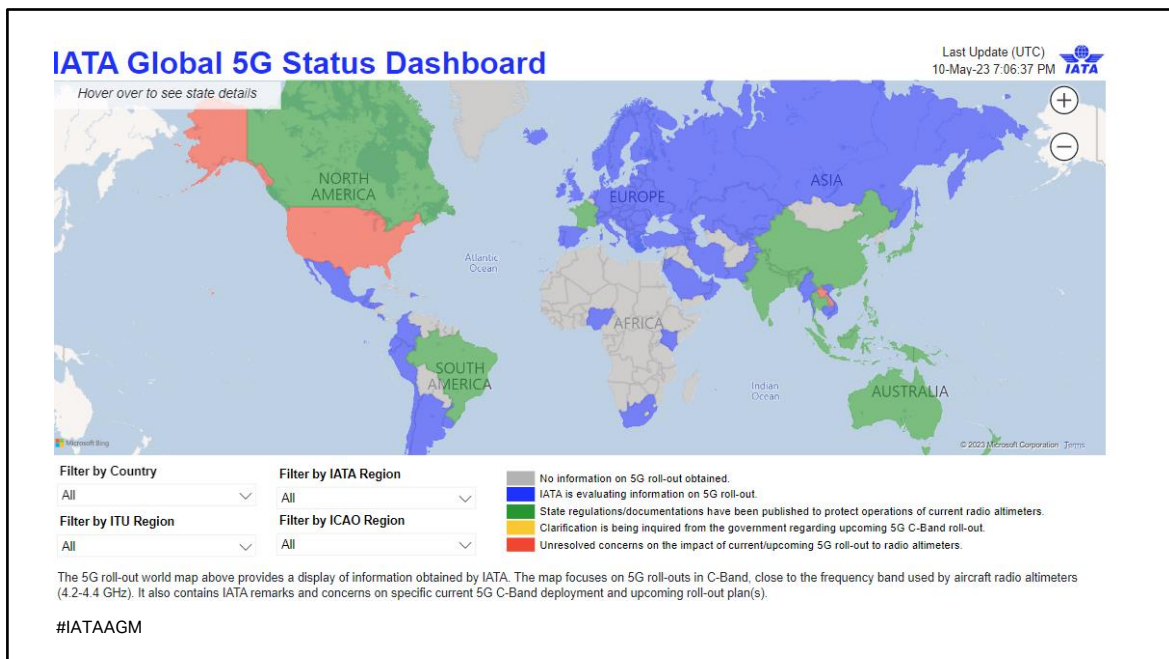 IATA Global 5G Status Dashboard
Last Update (UTC)
10-May-23 7:06:37 PM
IATA
Hover over to see state details
NORTH
AMERICA
EUROPE
ASIA
Atlantic
Ocean
AFRICA
SOUTH
AMERICA
Indian
Ocean
AUSTRALIA
Microsoft Bing
© 2023 Microsoft Corporation Terms
Filter by Country
All
Filter by IATA Region
All
Filter by ITU Region
All
Filter by ICAO Region
All
No information on 5G roll-out obtained.
IATA is evaluating information on 5G roll-out.
State regulations/documentations have been published to protect operations of current radio altimeters.
Clarification is being inquired from the government regarding upcoming 5G C-Band roll-out.
Unresolved concerns on the impact of current/upcoming 5G roll-out to radio altimeters.
The 5G roll-out world map above provides a display of information obtained by IATA. The map focuses on 5G roll-outs in C-Band, close to the frequency band used by aircraft radio altimeters
(4.2-4.4 GHz). It also contains IATA remarks and concerns on specific current 5G C-Band deployment and upcoming roll-out plan(s).
#IATAAGM